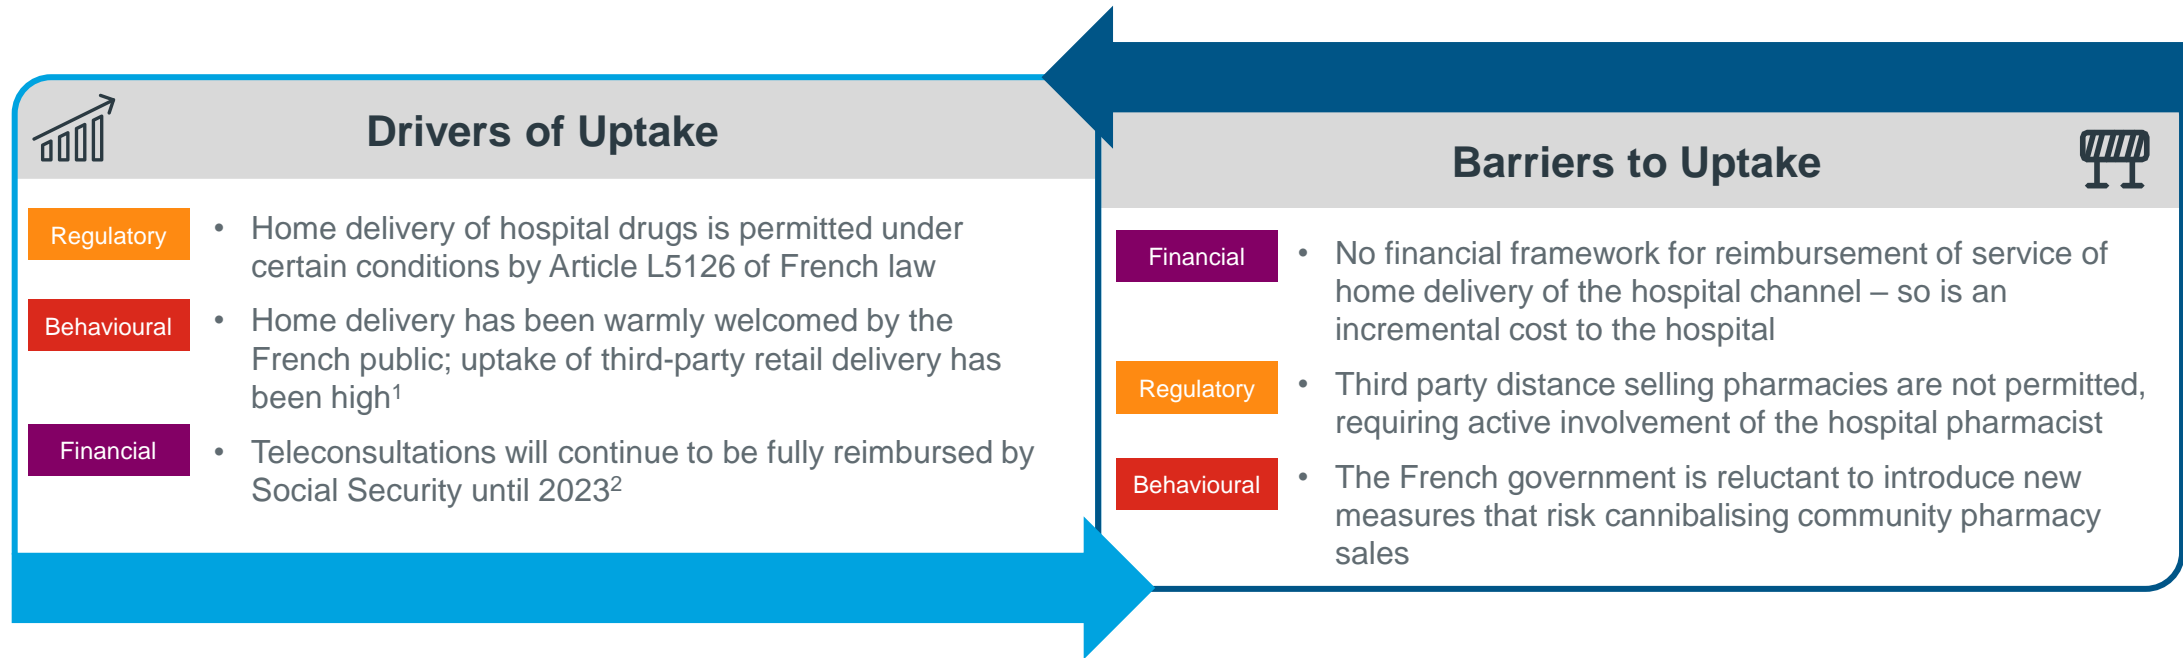 Drivers of Uptake
Regulatory
• Home delivery of hospital drugs is permitted under
certain conditions by Article L5126 of French law
Behavioural
• Home delivery has been warmly welcomed by the
French public; uptake of third-party retail delivery has
been high¹
Financial
• Teleconsultations will continue to be fully reimbursed by
Social Security until 2023²
Barriers to Uptake
Financial
• No financial framework for reimbursement of service of
home delivery of the hospital channel – so is an
incremental cost to the hospital
Regulatory
• Third party distance selling pharmacies are not permitted,
requiring active involvement of the hospital pharmacist
Behavioural
• The French government is reluctant to introduce new
measures that risk cannibalising community pharmacy
sales